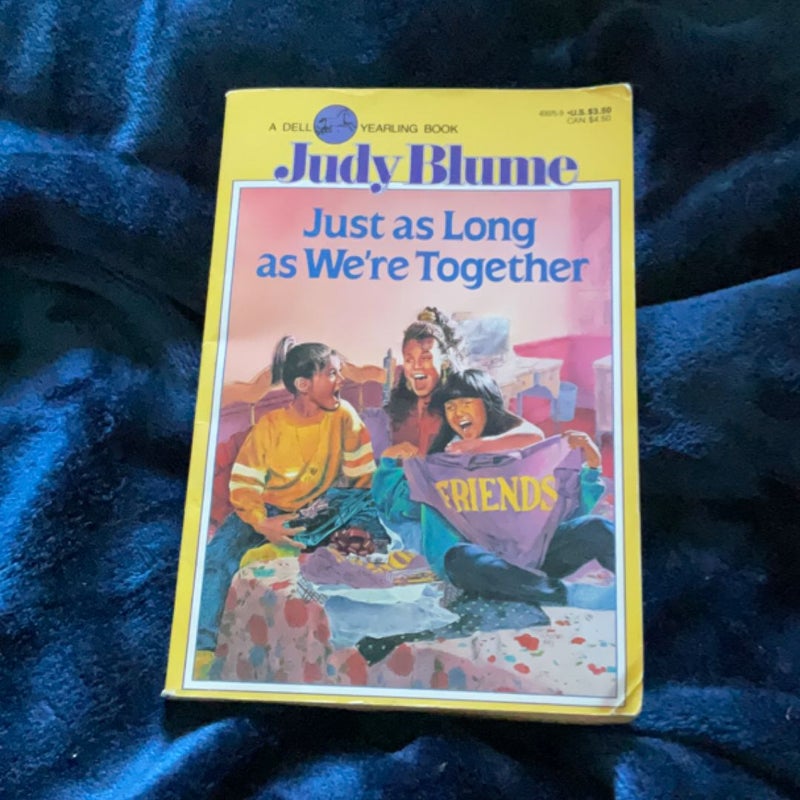 A DELL YEARLING BOOK
U.S. $3.50
CAN $4.50
Judy Blume
Just as Long
as We're Together
FRIENDS